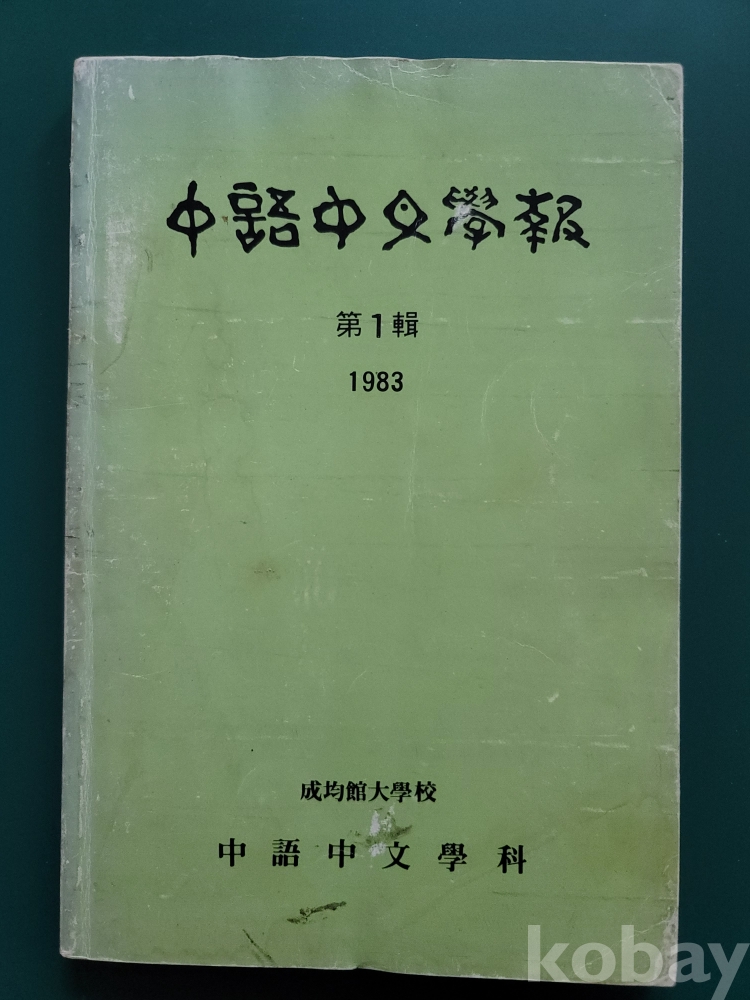 中語中文學報
第1輯
1983
成均館大學校
中語中文學科
kobay